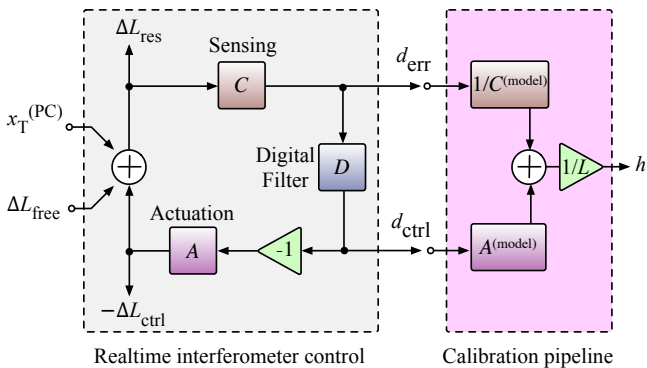 ΔL_res
Sensing
C
d_err
1/C^(model)
x_T^(PC)
+
Digital
Filter
D
+
1/L
h
ΔL_free
Actuation
A
-1
d_ctrl
A^(model)
−ΔL_ctrl
Realtime interferometer control
Calibration pipeline